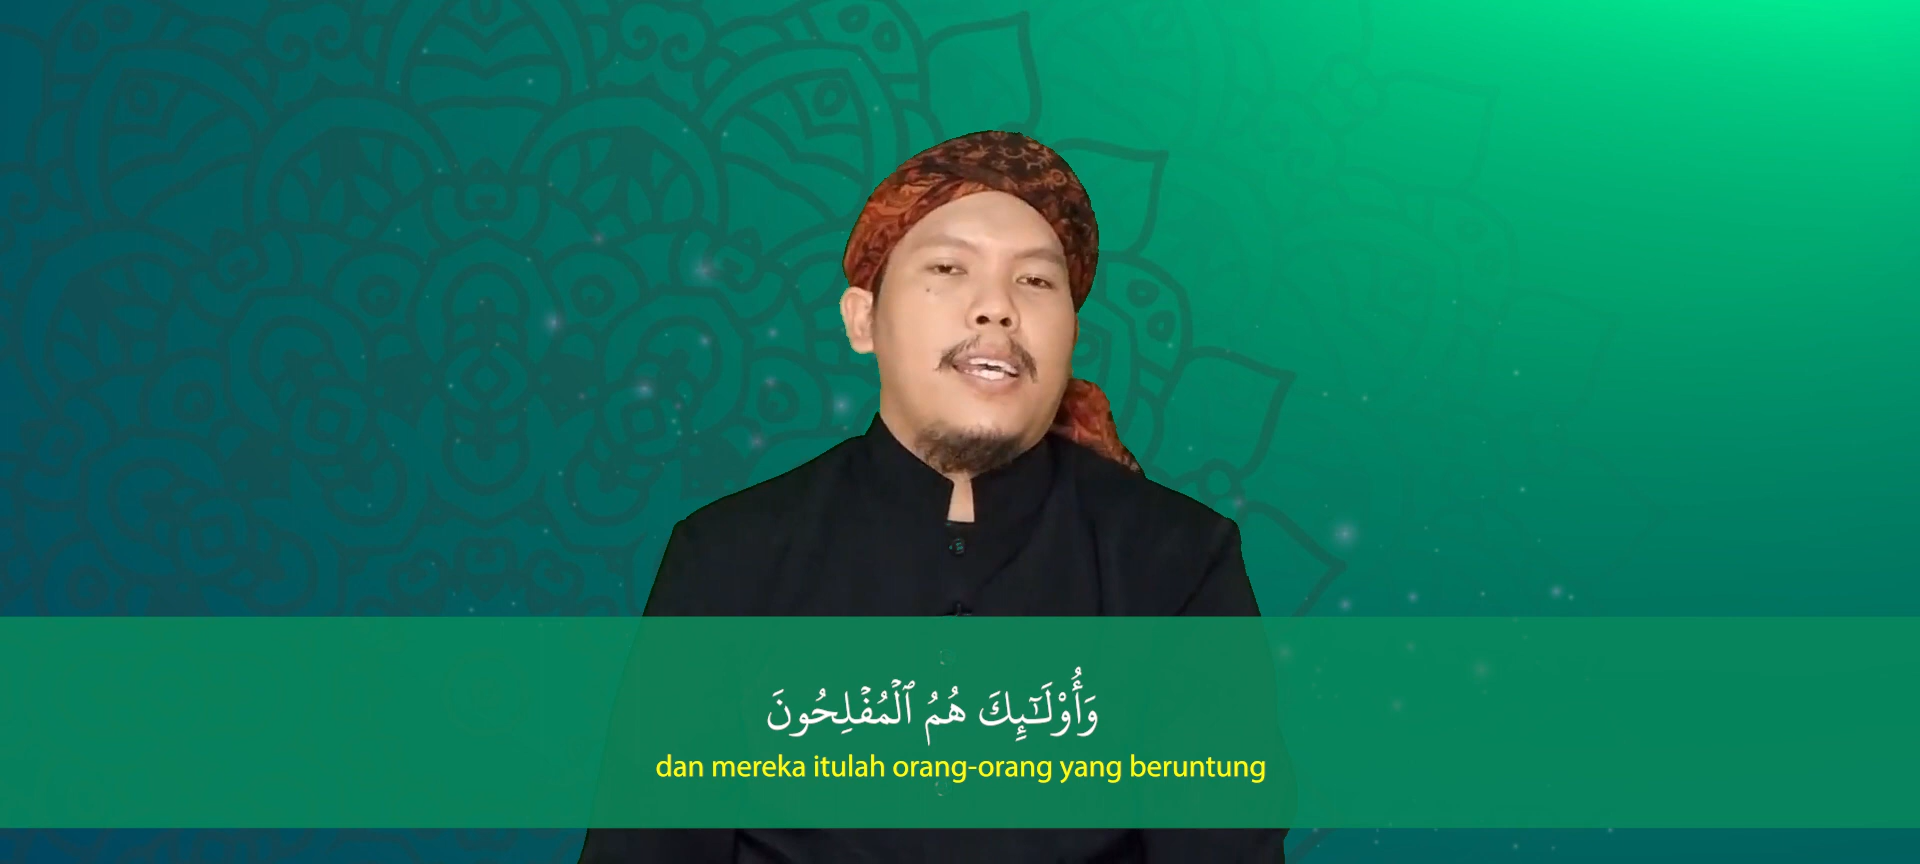 وَأُو۟لَـٰٓئِكَ هُمُ ٱلْمُفْلِحُونَ
dan mereka itulah orang-orang yang beruntung